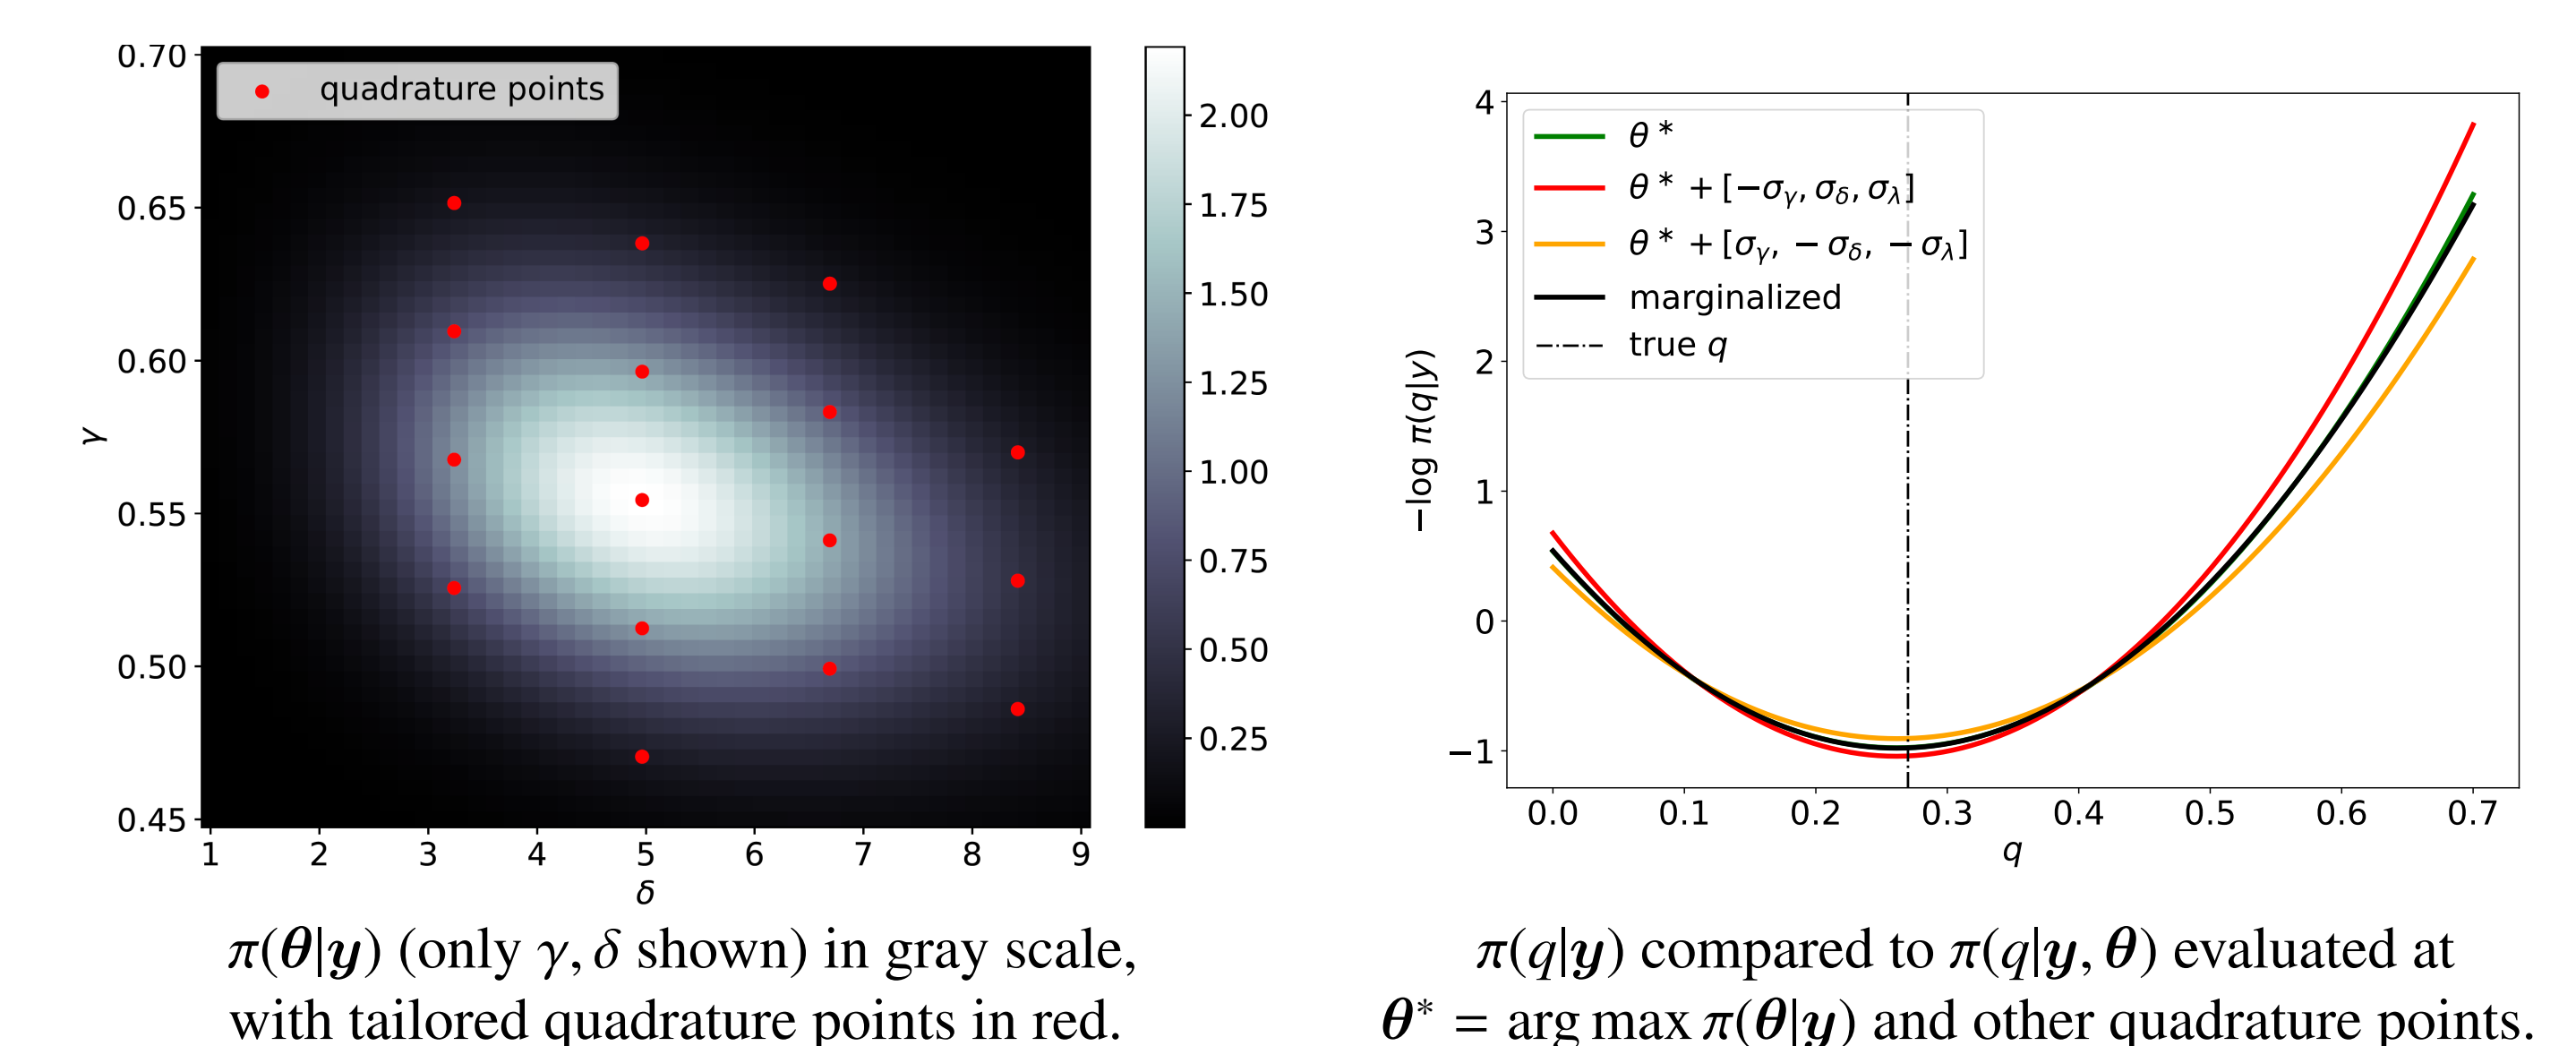 0.70
0.65
0.60
0.55
0.50
0.45
γ
quadrature points
1 2 3 4 5 6 7 8 9
δ
2.00
1.75
1.50
1.25
1.00
0.75
0.50
0.25
π(θ|y) (only γ, δ shown) in gray scale,
with tailored quadrature points in red.
4
3
2
1
0
−1
−log π(q|y)
θ*
θ* + [−σγ, σδ, σλ]
θ* + [σγ, −σδ, −σλ]
marginalized
true q
0.0 0.1 0.2 0.3 0.4 0.5 0.6 0.7
q
π(q|y) compared to π(q|y, θ) evaluated at
θ* = arg max π(θ|y) and other quadrature points.